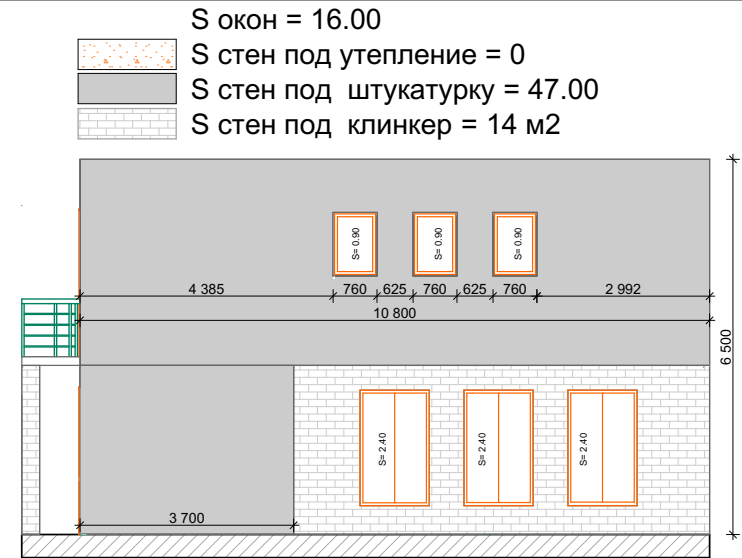 S окон = 16.00
S стен под утепление = 0
S стен под штукатурку = 47.00
S стен под клинкер = 14 м2
S= 0.90
S= 0.90
S= 0.90
4 385
760
625
760
625
760
2 992
10 800
6 500
S= 2.40
S= 2.40
S= 2.40
3 700